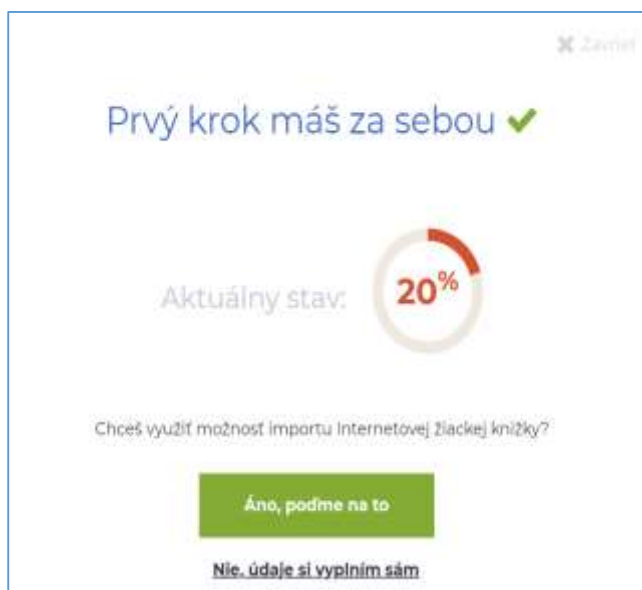 ✖ Zavrieť
Prvý krok máš za sebou ✔
Aktuálny stav:
20%
Chceš využiť možnosť importu Internetovej žiackej knižky?
Áno, poďme na to
Nie, údaje si vyplním sám